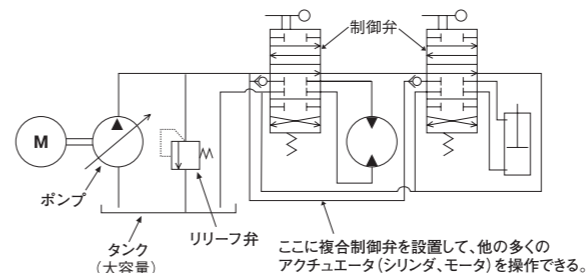 制御弁
M
ポンプ
タンク
(大容量)
リリーフ弁
ここに複合制御弁を設置して、他の多くの
アクチュエータ(シリンダ、モータ)を操作できる。